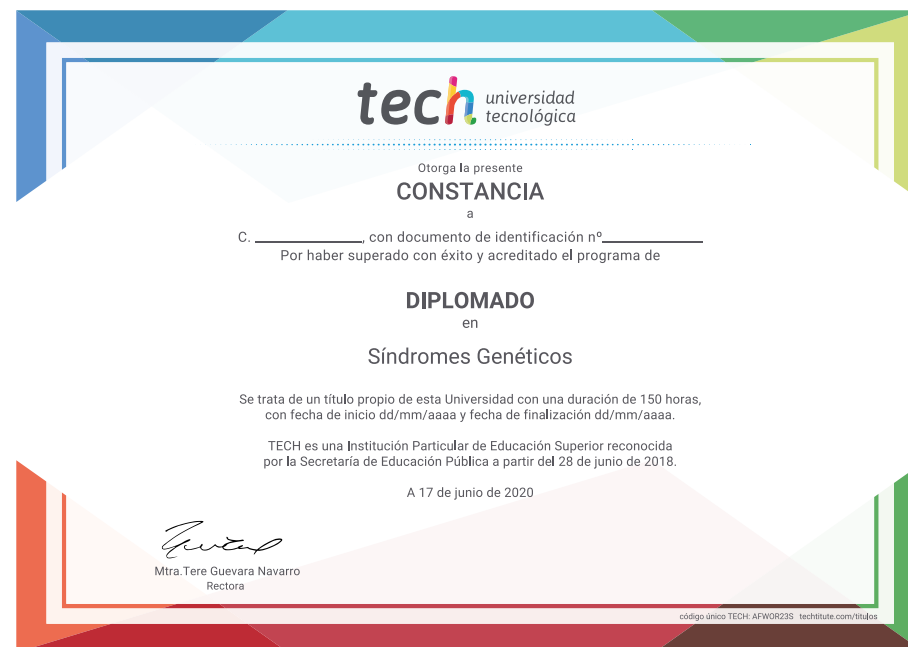 tech universidad
tecnológica
Otorga la presente
CONSTANCIA
a
C. ______________, con documento de identificación nº_____________
Por haber superado con éxito y acreditado el programa de
DIPLOMADO
en
Síndromes Genéticos
Se trata de un título propio de esta Universidad con una duración de 150 horas,
con fecha de inicio dd/mm/aaaa y fecha de finalización dd/mm/aaaa.
TECH es una Institución Particular de Educación Superior reconocida
por la Secretaría de Educación Pública a partir del 28 de junio de 2018.
A 17 de junio de 2020
Mtra.Tere Guevara Navarro
Rectora
código único TECH: AFWOR23S techtitute.com/titulos